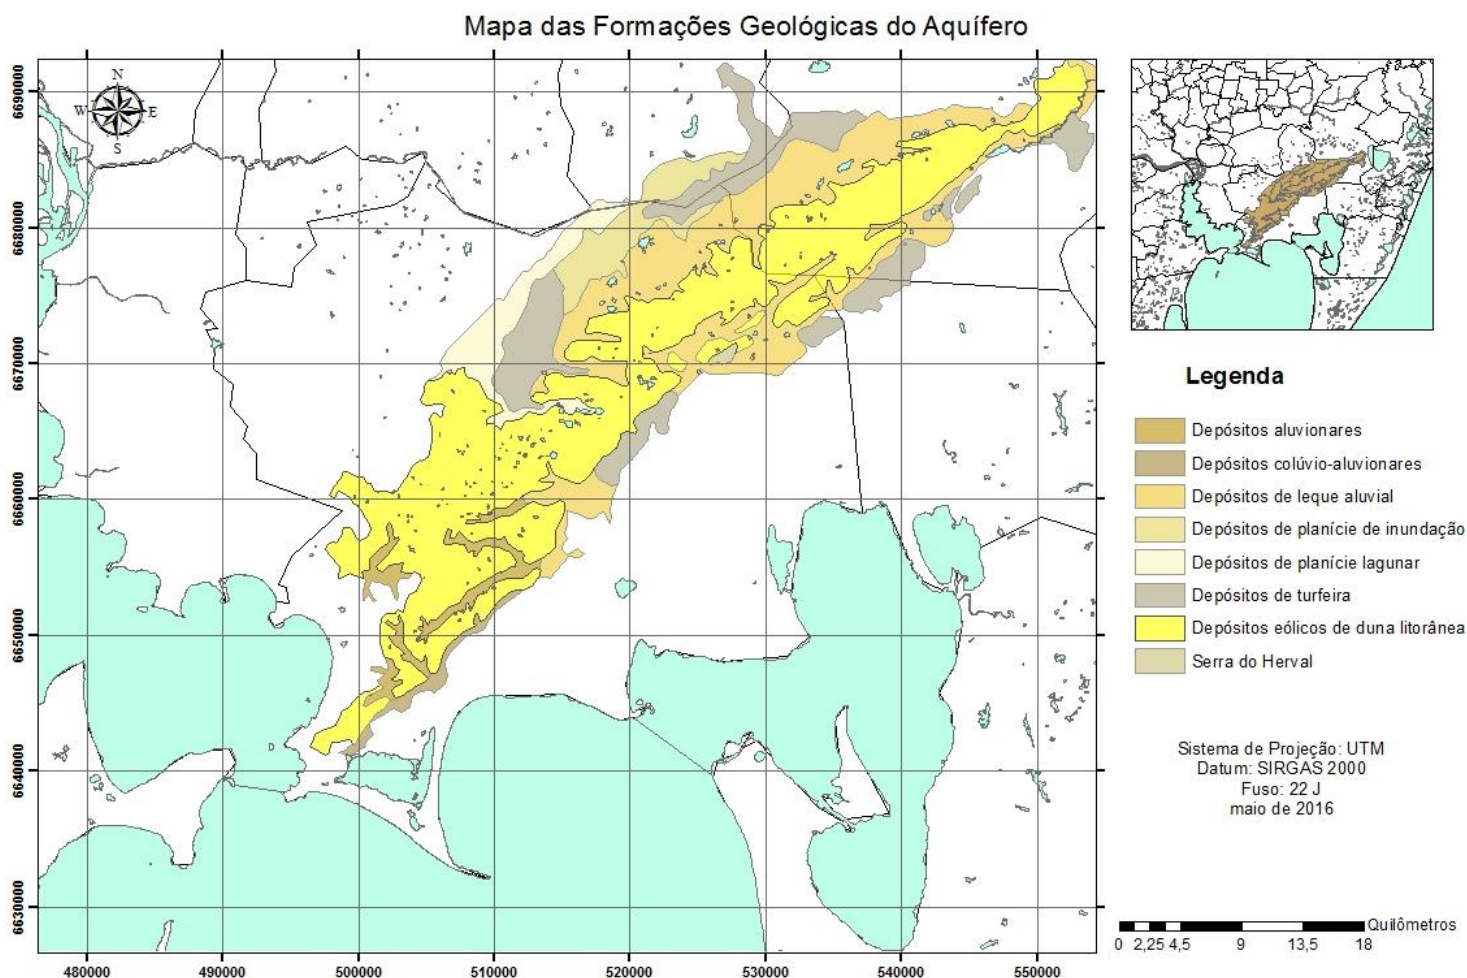 Mapa das Formações Geológicas do Aquífero
N
W E
S
6690000
6680000
6670000
6660000
6650000
6640000
6630000
480000 490000 500000 510000 520000 530000 540000 550000
Legenda
Depósitos aluvionares
Depósitos colúvio-aluvionares
Depósitos de leque aluvial
Depósitos de planície de inundação
Depósitos de planície lagunar
Depósitos de turfeira
Depósitos eólicos de duna litorânea
Serra do Herval
Sistema de Projeção: UTM
Datum: SIRGAS 2000
Fuso: 22 J
maio de 2016
Quilômetros
0 2,25 4,5 9 13,5 18